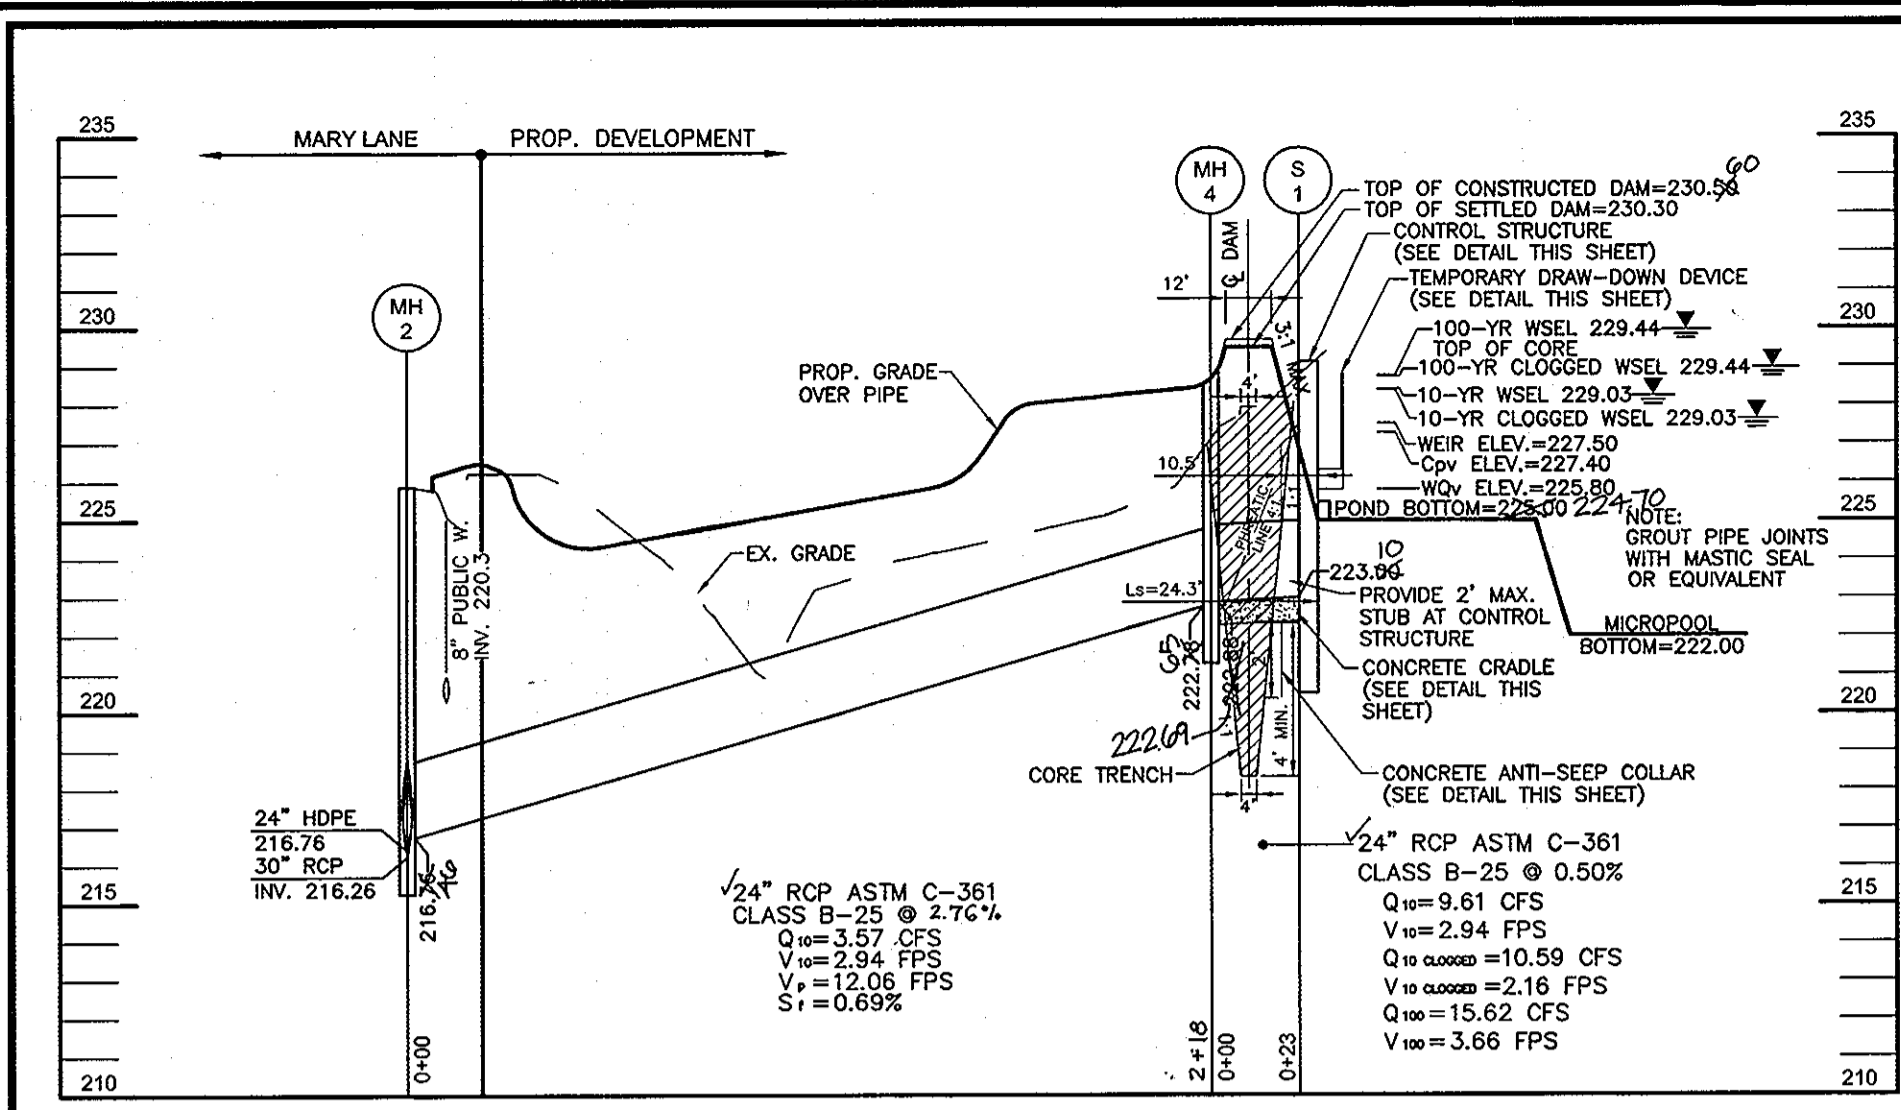 235
235
MARY LANE
PROP. DEVELOPMENT
MH
4
S
1
TOP OF CONSTRUCTED DAM=230.50
60
TOP OF SETTLED DAM=230.30
CONTROL STRUCTURE
(SEE DETAIL THIS SHEET)
℄ DAM
12'
TEMPORARY DRAW-DOWN DEVICE
(SEE DETAIL THIS SHEET)
MH
2
230
230
3:1
100-YR WSEL 229.44
TOP OF CORE
100-YR CLOGGED WSEL 229.44
10-YR WSEL 229.03
10-YR CLOGGED WSEL 229.03
WEIR ELEV.=227.50
Cpv ELEV.=227.40
WQv ELEV.=225.80
PROP. GRADE
OVER PIPE
4'
10.5'
PHREATIC
LINE 4:1
1:1
225
225
POND BOTTOM=225.00 224.70
NOTE:
GROUT PIPE JOINTS
WITH MASTIC SEAL
OR EQUIVALENT
8" PUBLIC W.
INV. 220.3
EX. GRADE
10
223.00
Ls=24.3'
PROVIDE 2' MAX.
STUB AT CONTROL
STRUCTURE
MICROPOOL
BOTTOM=222.00
222.78
65
222.88
222.69
2'
1:1
4' MIN.
CONCRETE CRADLE
(SEE DETAIL THIS
SHEET)
220
220
CORE TRENCH
4'
CONCRETE ANTI-SEEP COLLAR
(SEE DETAIL THIS SHEET)
24" HDPE
216.76
30" RCP
INV. 216.26
216.76
46
215
215
✓24" RCP ASTM C-361
CLASS B-25 @ 2.76%
Q10=3.57 CFS
V10=2.94 FPS
Vp=12.06 FPS
Sf=0.69%
✓24" RCP ASTM C-361
CLASS B-25 @ 0.50%
Q10=9.61 CFS
V10=2.94 FPS
Q10 CLOGGED=10.59 CFS
V10 CLOGGED=2.16 FPS
Q100=15.62 CFS
V100=3.66 FPS
0+00
2+18
0+00
0+23
210
210